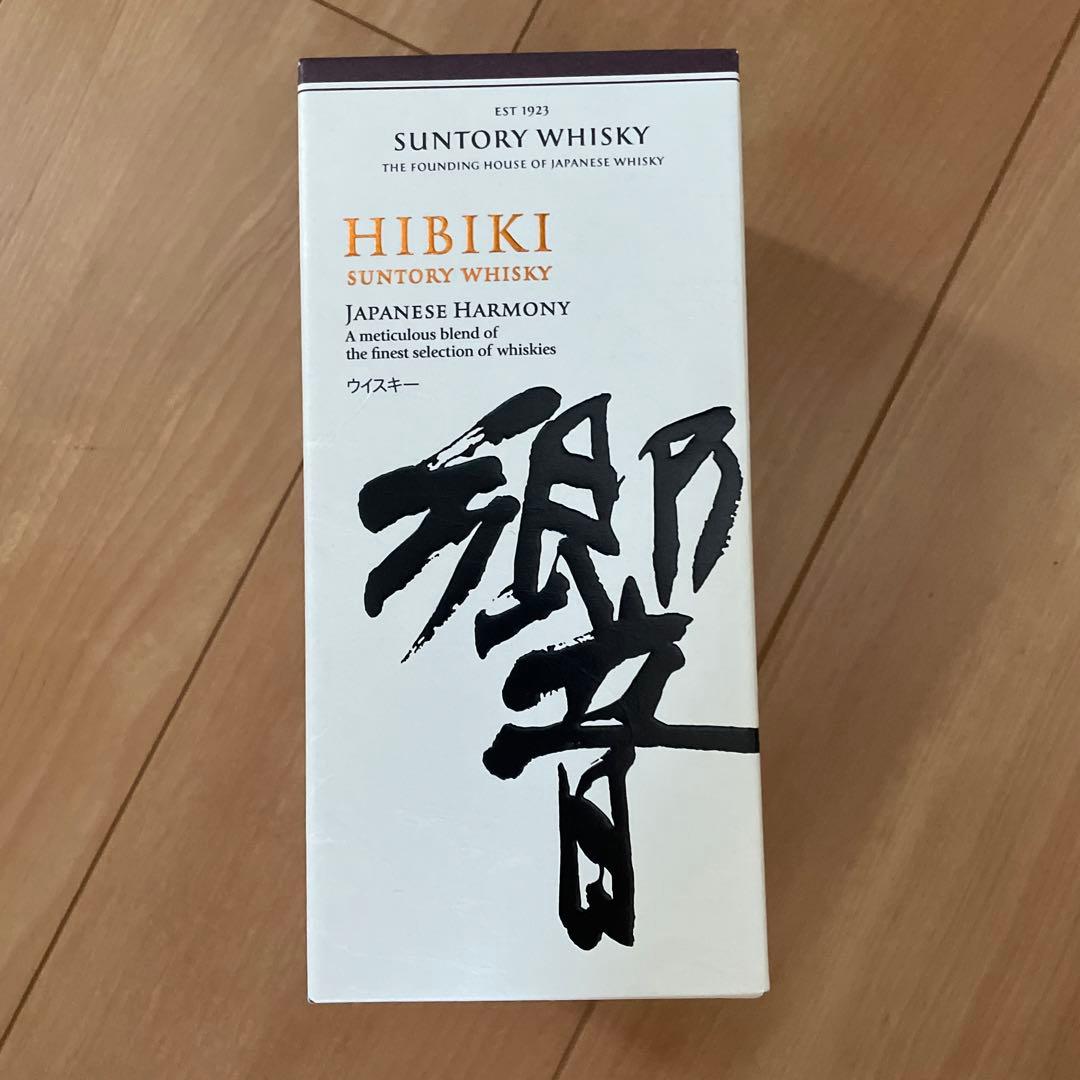 EST 1923
SUNTORY WHISKY
THE FOUNDING HOUSE OF JAPANESE WHISKY
HIBIKI
SUNTORY WHISKY
JAPANESE HARMONY
A meticulous blend of
the finest selection of whiskies
ウイスキー
響